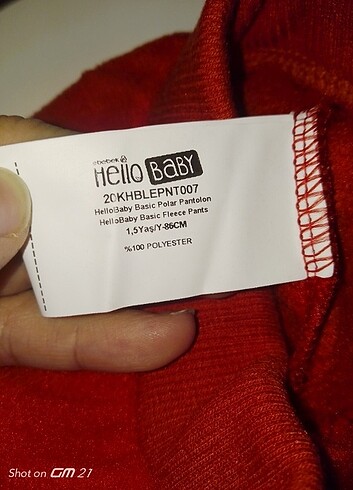 ebebek
Hello BABY
20KHBLEPNT007
HelloBaby Basic Polar Pantolon
HelloBaby Basic Fleece Pants
1,5Yaş/Y-86CM
%100 POLYESTER
Shot on GM 21